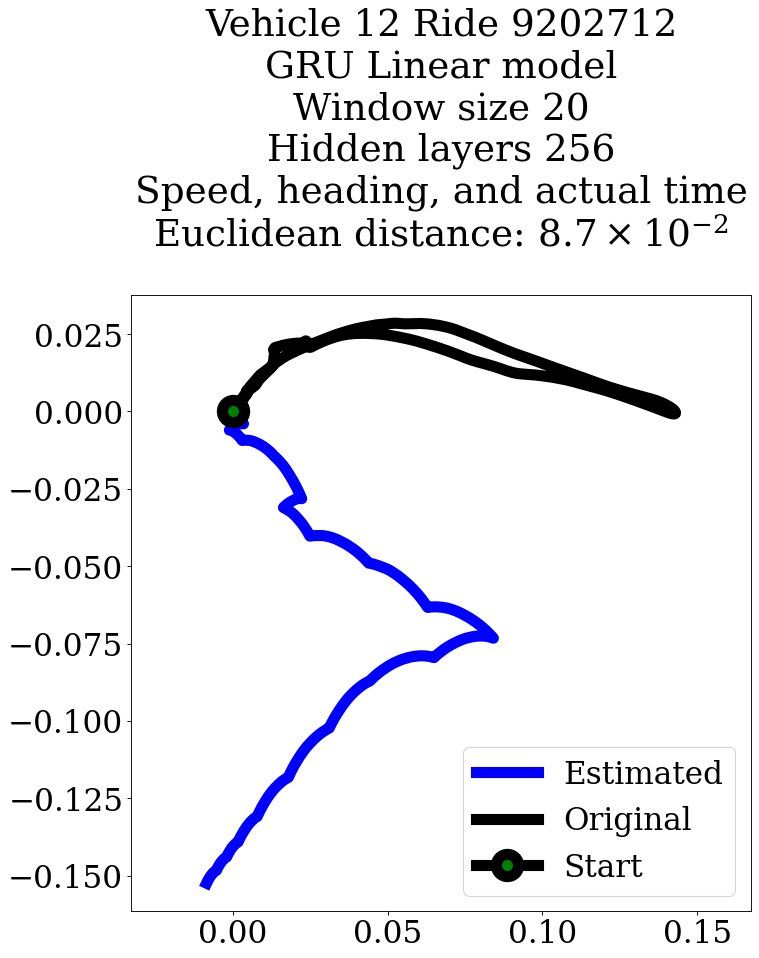 Vehicle 12 Ride 9202712
GRU Linear model
Window size 20
Hidden layers 256
Speed, heading, and actual time
Euclidean distance: 8.7 × 10⁻²
0.025
0.000
−0.025
−0.050
−0.075
−0.100
−0.125
−0.150
Estimated
Original
Start
0.00 0.05 0.10 0.15